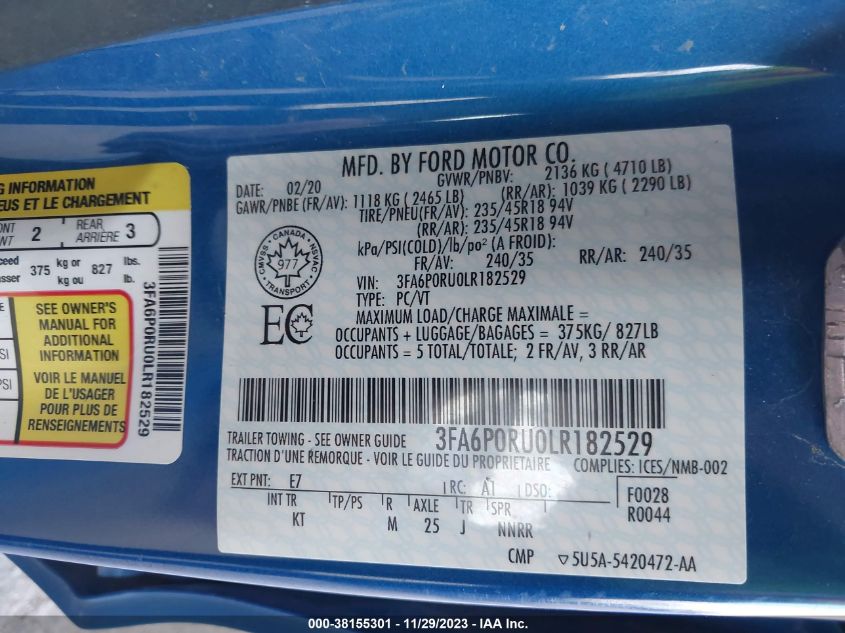 G INFORMATION
EUS ET LE CHARGEMENT
2
REAR
ARRIÈRE 3
375 kg or 827 lbs.
kg ou lb.
SEE OWNER'S
MANUAL FOR
ADDITIONAL
INFORMATION
VOIR LE MANUEL
DE L'USAGER
POUR PLUS DE
RENSEIGNEMENTS
3FA6P0RU0LR182529
MFD. BY FORD MOTOR CO.
DATE: 02/20 GVWR/PNBV: 2136 KG ( 4710 LB)
GAWR/PNBE (FR/AV): 1118 KG ( 2465 LB) (RR/AR): 1039 KG ( 2290 LB)
TIRE/PNEU(FR/AV): 235/45R18 94V
(RR/AR): 235/45R18 94V
kPa/PSI(COLD)/lb/po² (A FROID):
FR/AV: 240/35 RR/AR: 240/35
VIN: 3FA6P0RU0LR182529
TYPE: PC/VT
MAXIMUM LOAD/CHARGE MAXIMALE =
OCCUPANTS + LUGGAGE/BAGAGES = 375KG/ 827LB
OCCUPANTS = 5 TOTAL/TOTALE; 2 FR/AV, 3 RR/AR
CANADA
CMVSS NSVAC
977
TRANSPORT
EC
3FA6P0RU0LR182529
TRAILER TOWING - SEE OWNER GUIDE
TRACTION D'UNE REMORQUE - VOIR LE GUIDE DU PROPRIETAIRE COMPLIES: ICES/NMB-002
EXT PNT: E7 RC: A1 DSO: F0028
INT TR TP/PS R AXLE TR SPR R0044
KT M 25 J NNRR
CMP ▽5U5A-5420472-AA
000-38155301 - 11/29/2023 - IAA Inc.